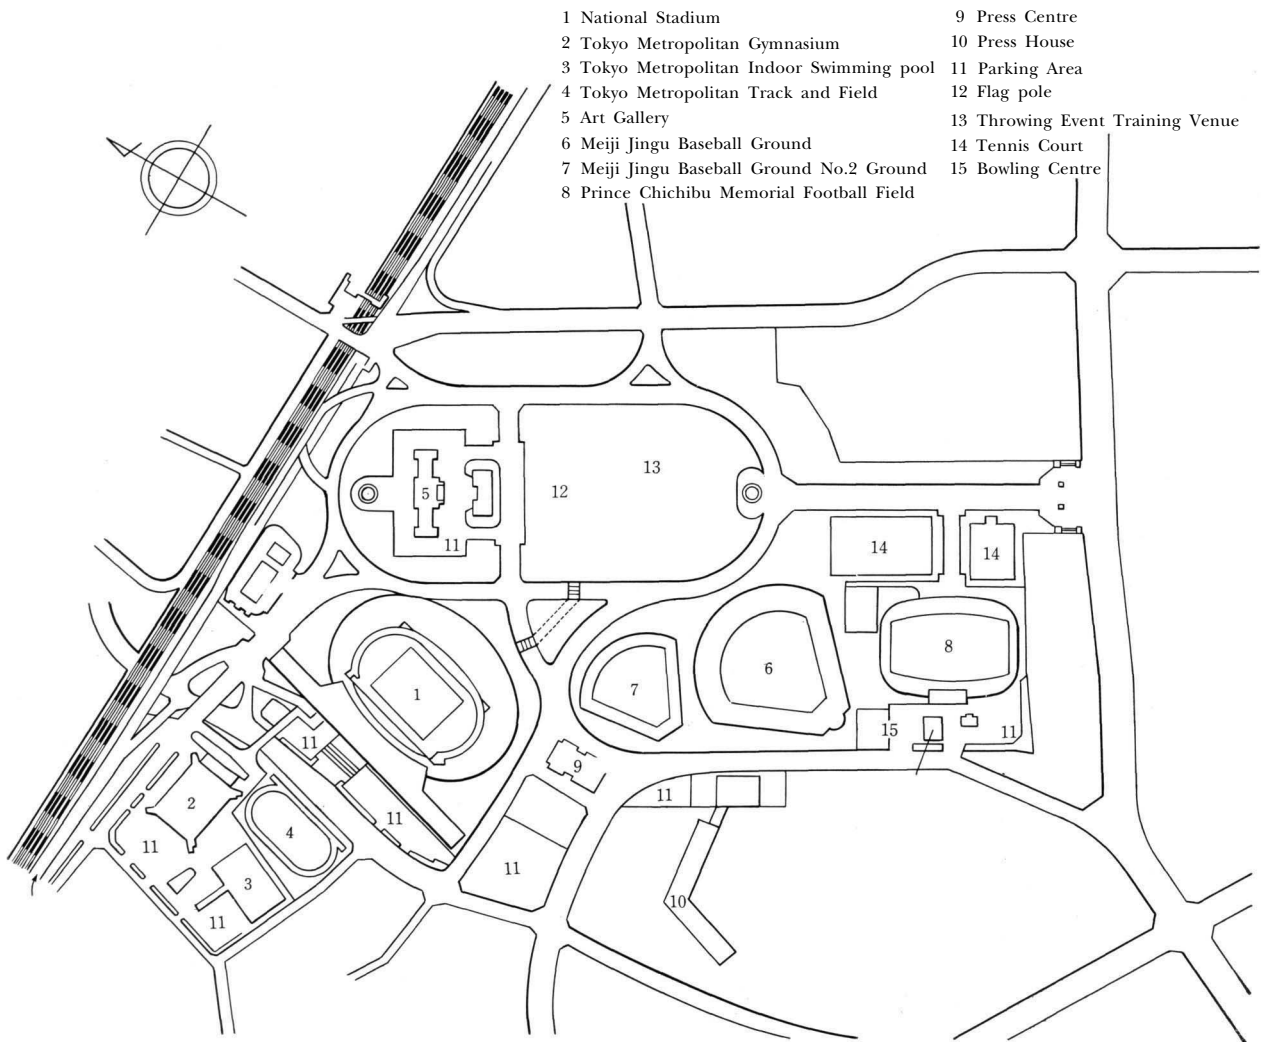 1 National Stadium
2 Tokyo Metropolitan Gymnasium
3 Tokyo Metropolitan Indoor Swimming pool
4 Tokyo Metropolitan Track and Field
5 Art Gallery
6 Meiji Jingu Baseball Ground
7 Meiji Jingu Baseball Ground No.2 Ground
8 Prince Chichibu Memorial Football Field
9 Press Centre
10 Press House
11 Parking Area
12 Flag pole
13 Throwing Event Training Venue
14 Tennis Court
15 Bowling Centre
13
12
5
11
14
14
8
6
7
1
15
11
11
9
11
2
11
4
11
3
11
10
11